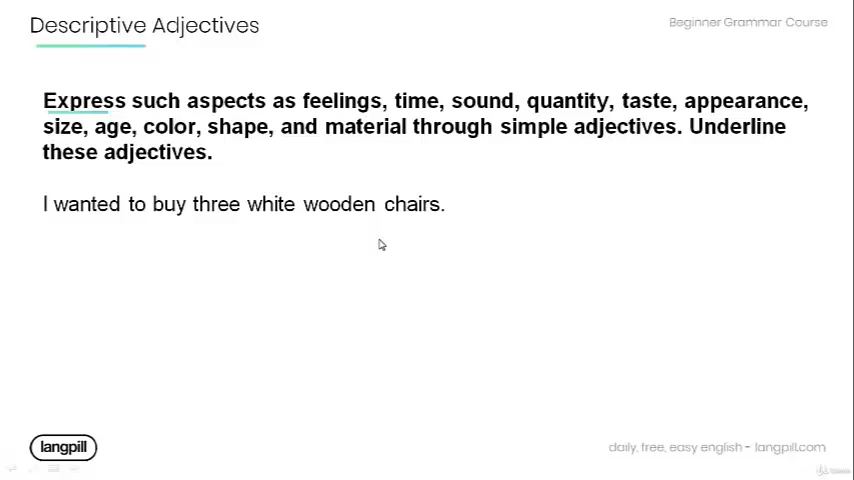 Descriptive Adjectives
Beginner Grammar Course
Express such aspects as feelings, time, sound, quantity, taste, appearance,
size, age, color, shape, and material through simple adjectives. Underline
these adjectives.
I wanted to buy three white wooden chairs.
langpill
daily, free, easy english - langpill.com